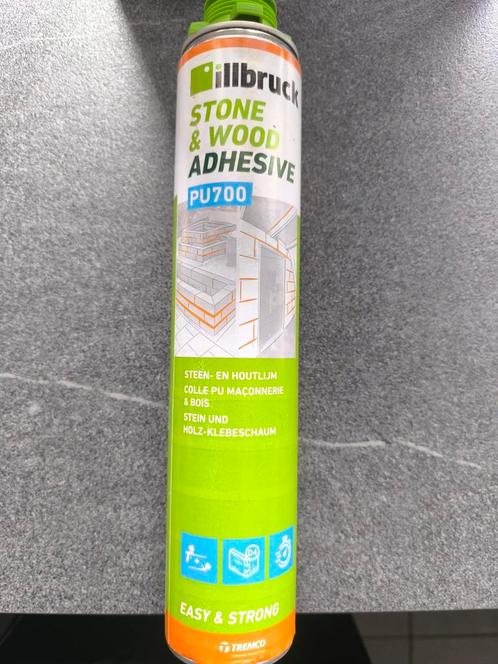 illbruck
STONE
& WOOD
ADHESIVE
PU700
STEEN- EN HOUTLIJM
COLLE PU MAÇONNERIE
& BOIS
STEIN UND
HOLZ-KLEBESCHAUM
D4
EASY & STRONG
TREMCO